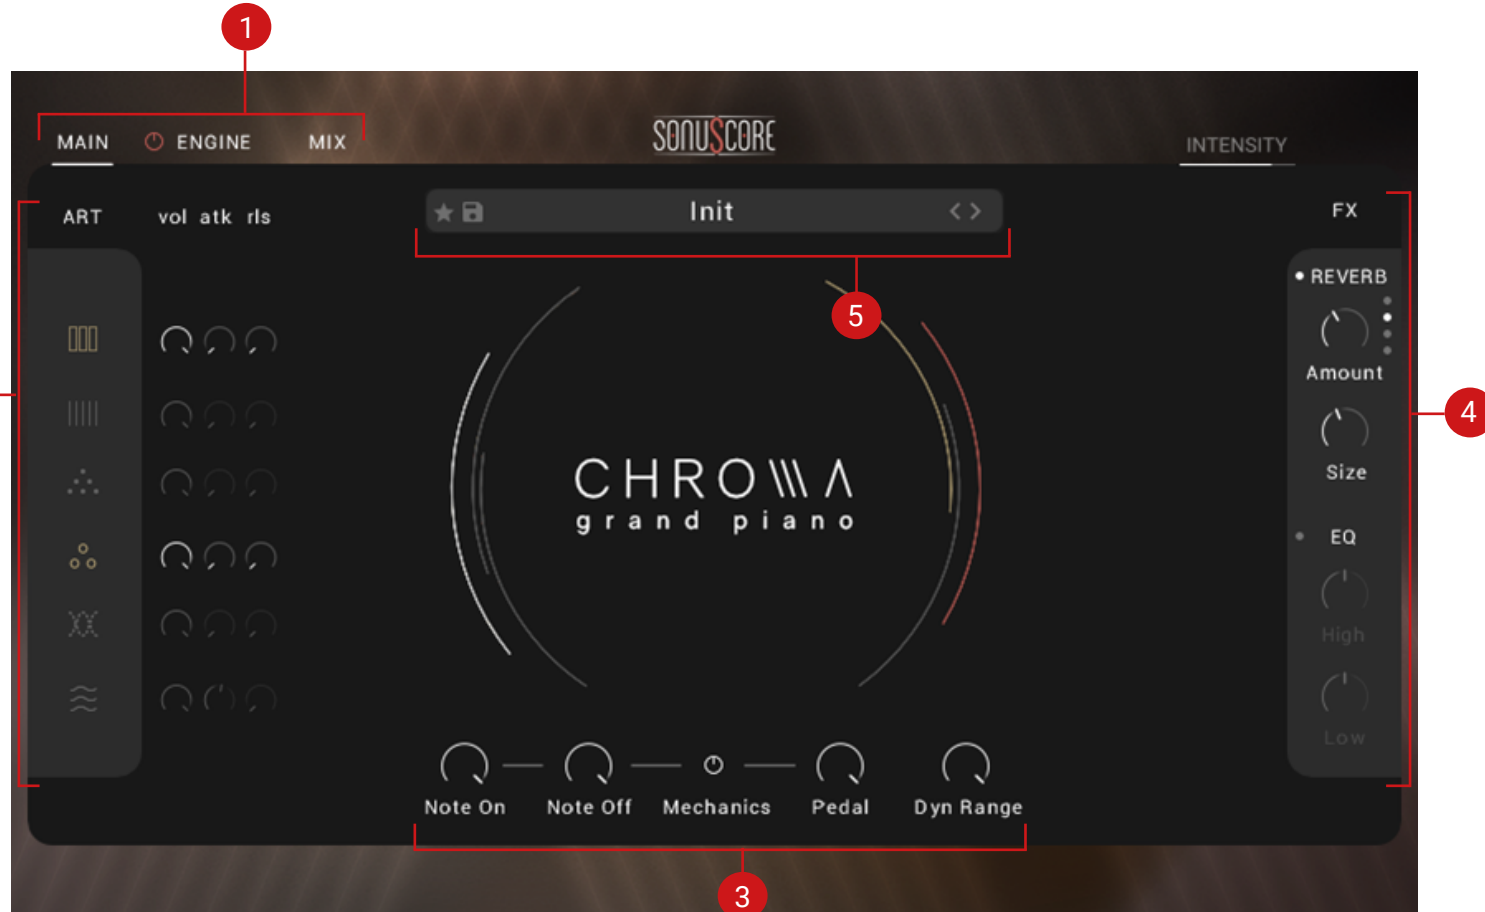 1
MAIN ENGINE MIX
SONUSCORE
INTENSITY
ART vol atk rls
Init
FX
REVERB
5
Amount
4
Size
CHROMA
grand piano
EQ
High
Low
Note On Note Off Mechanics Pedal Dyn Range
3